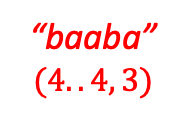 “baaba”
(4. . 4, 3)